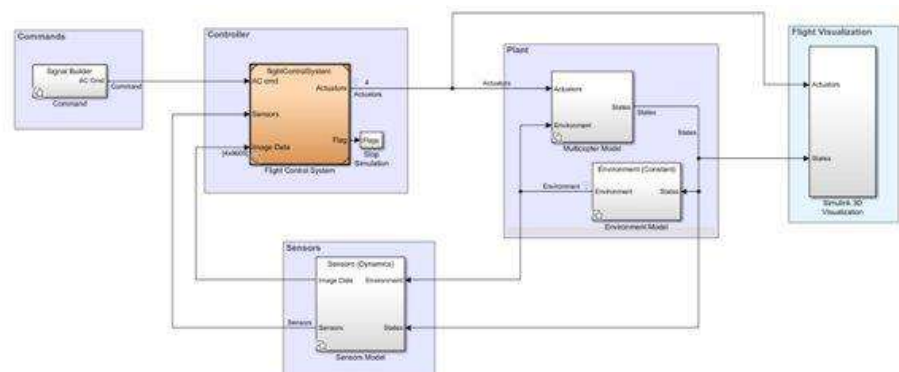 Commands
Signal Builder
AC Cmd
Command
Command
Controller
flightControlSystem
AC cmd
Actuators
4
Actuators
Sensors
Flag
Flag
Stop
Simulation
Image Data
Flight Control System
Plant
Actuators
Actuators
States
States
Environment
Multicopter Model
States
Environment (Constant)
Environment
Environment
States
Environment Model
Flight Visualization
Actuators
States
Simulink 3D
Visualization
Sensors
Sensors (Dynamics)
Image Data
Environment
Sensors
Sensors
States
Sensors Model